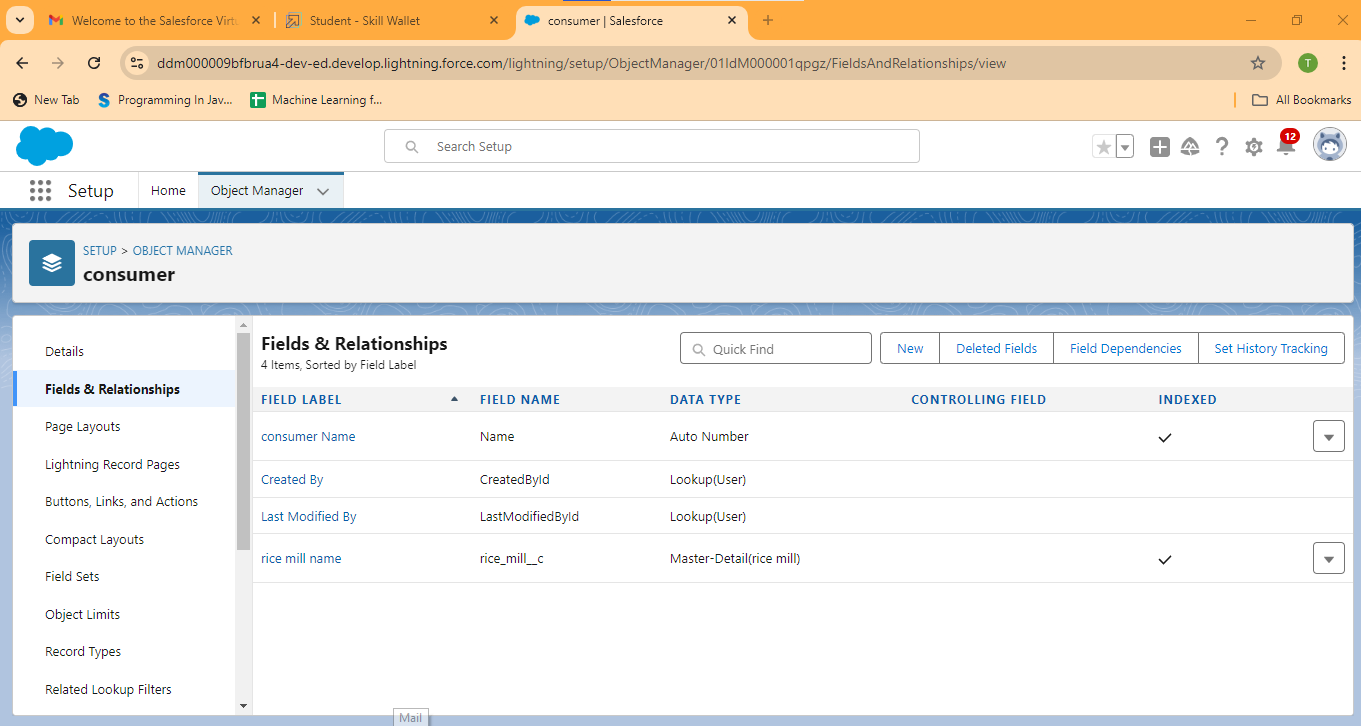 Welcome to the Salesforce Virtu
Student - Skill Wallet
consumer | Salesforce
ddm000009bfbrua4-dev-ed.develop.lightning.force.com/lightning/setup/ObjectManager/01IdM000001qpgz/FieldsAndRelationships/view
T
New Tab
Programming In Jav...
Machine Learning f...
All Bookmarks
Search Setup
12
Setup
Home
Object Manager
SETUP > OBJECT MANAGER
consumer
Details
Fields & Relationships
Page Layouts
Lightning Record Pages
Buttons, Links, and Actions
Compact Layouts
Field Sets
Object Limits
Record Types
Related Lookup Filters
Fields & Relationships
4 Items, Sorted by Field Label
Quick Find
New
Deleted Fields
Field Dependencies
Set History Tracking
FIELD LABEL FIELD NAME DATA TYPE CONTROLLING FIELD INDEXED
consumer Name Name Auto Number
Created By CreatedById Lookup(User)
Last Modified By LastModifiedById Lookup(User)
rice mill name rice_mill__c Master-Detail(rice mill)
Mail